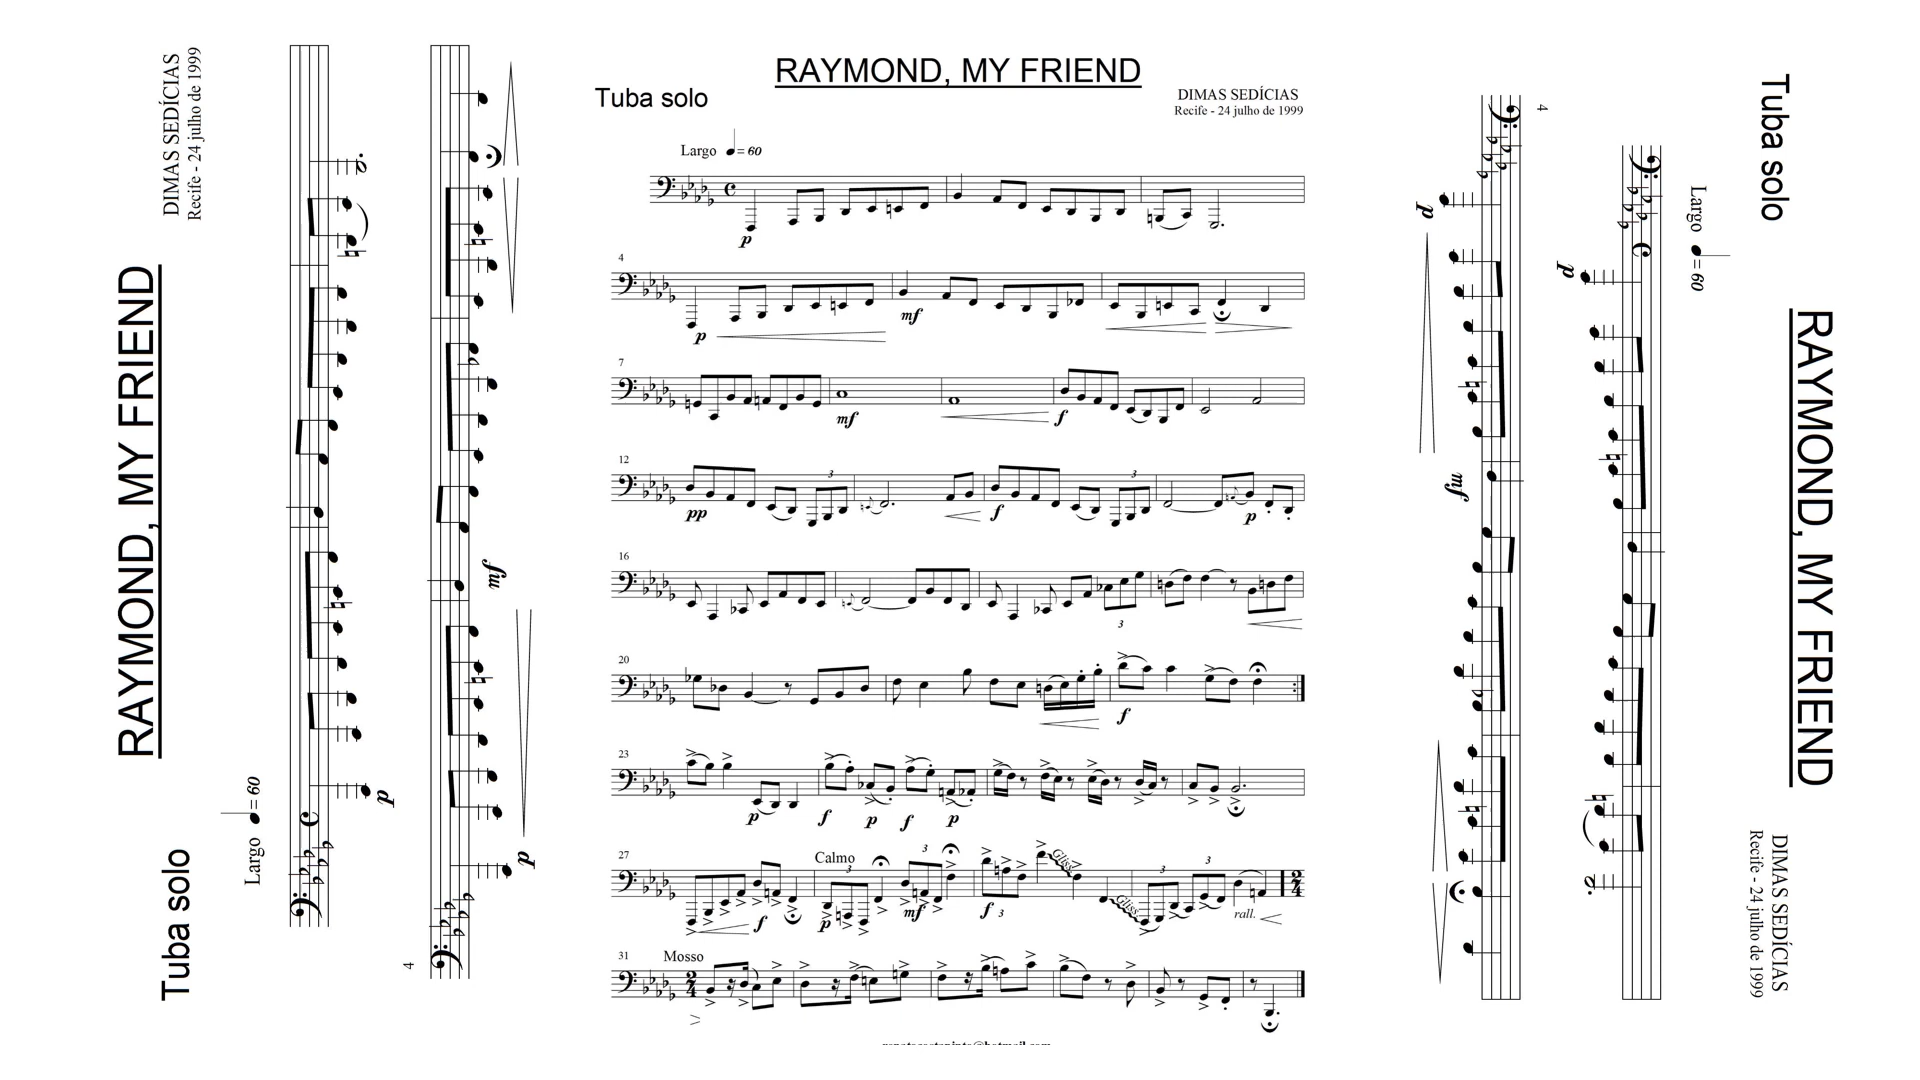 RAYMOND, MY FRIEND
Tuba solo
DIMAS SEDÍCIAS
Recife - 24 julho de 1999
Largo = 60
p
4
p
mf
7
mf
f
12
3
3
pp
f
p
16
3
20
f
23
p
f
p
f
p
27
Calmo
3
3
Gliss.
Gliss.
3
3
f
p
mf
f
3
rall.
2
4
31
Mosso
2
4
RAYMOND, MY FRIEND
Tuba solo
DIMAS SEDÍCIAS
Recife - 24 julho de 1999
Largo = 60
p
4
p
mf
Tuba solo
RAYMOND, MY FRIEND
DIMAS SEDÍCIAS
Recife - 24 julho de 1999
Largo = 60
p
4
p
mf